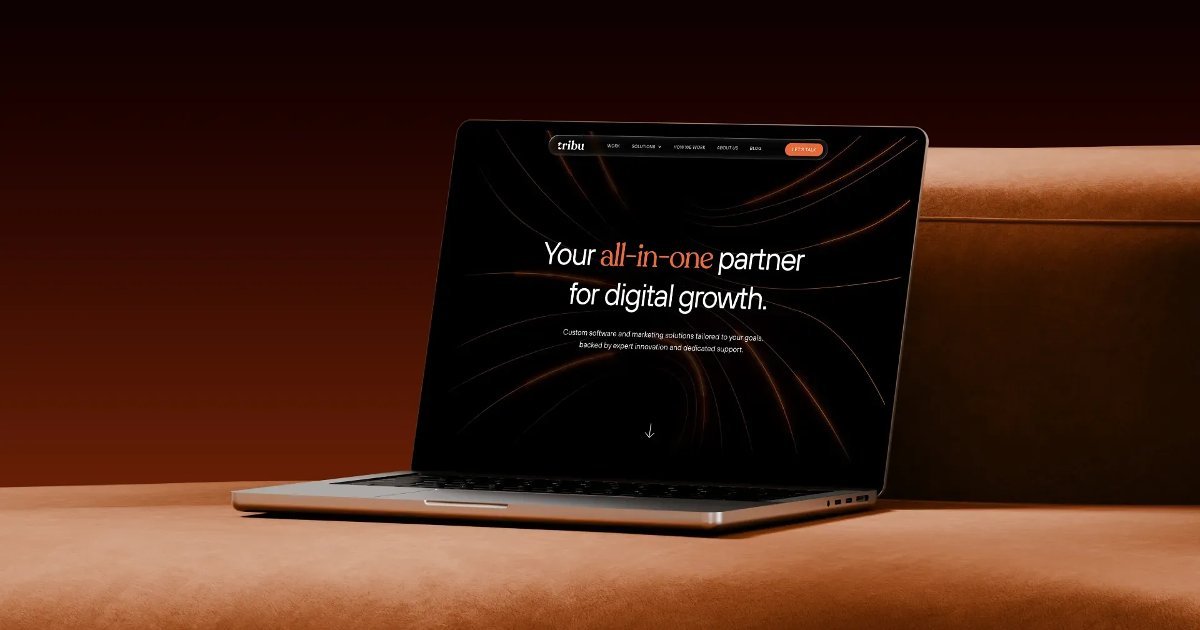 tribu
WORK
SOLUTIONS
HOW WE WORK
ABOUT US
BLOG
LET'S TALK
Your all-in-one partner
for digital growth.
Custom software and marketing solutions tailored to your goals,
backed by expert innovation and dedicated support.